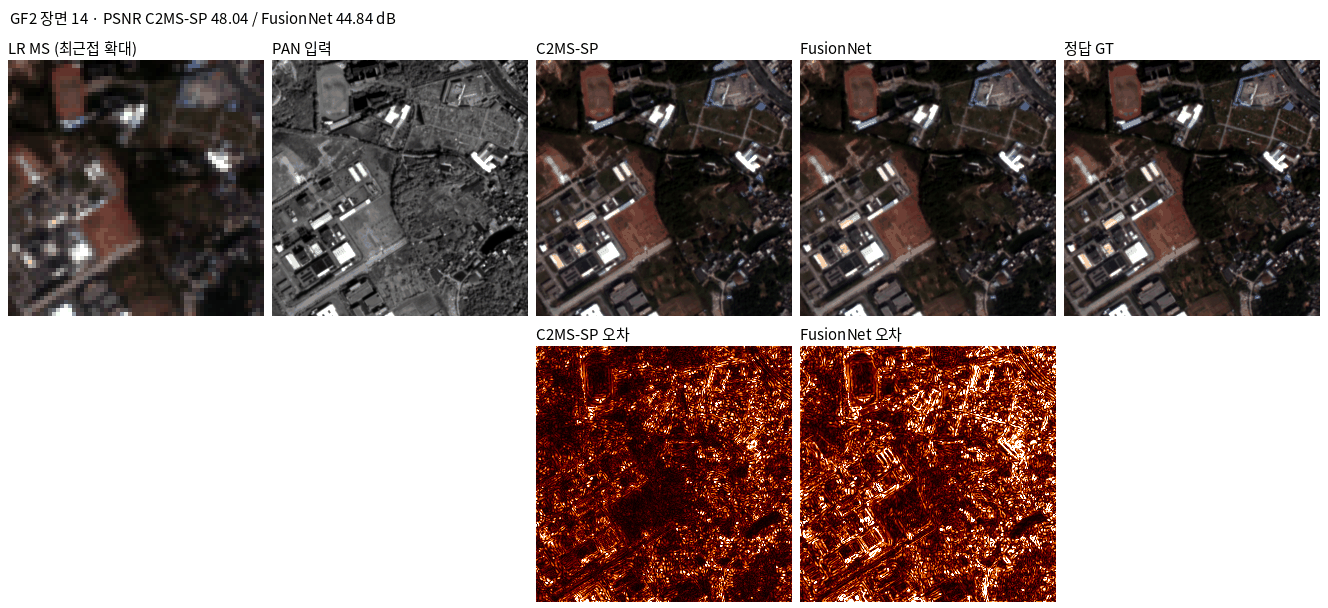 GF2 장면 14 · PSNR C2MS-SP 48.04 / FusionNet 44.84 dB
LR MS (최근접 확대)
PAN 입력
C2MS-SP
FusionNet
정답 GT
C2MS-SP 오차
FusionNet 오차